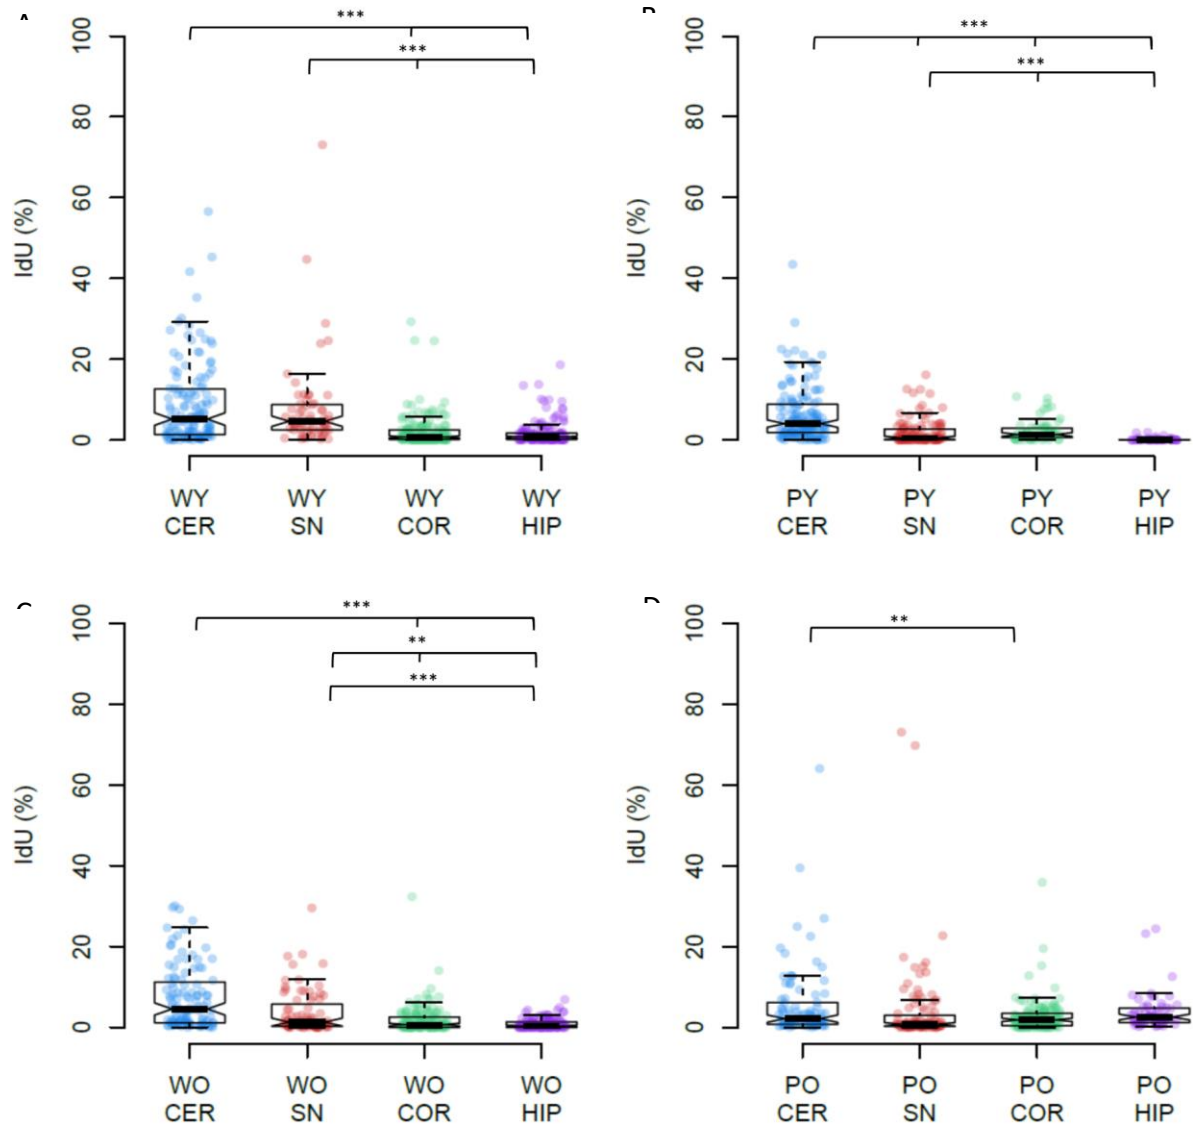 A
***
***
100
80
60
40
20
0
IdU (%)
WY CER
WY SN
WY COR
WY HIP
***
***
100
80
60
40
20
0
IdU (%)
PY CER
PY SN
PY COR
PY HIP
***
**
***
100
80
60
40
20
0
IdU (%)
WO CER
WO SN
WO COR
WO HIP
**
100
80
60
40
20
0
IdU (%)
PO CER
PO SN
PO COR
PO HIP